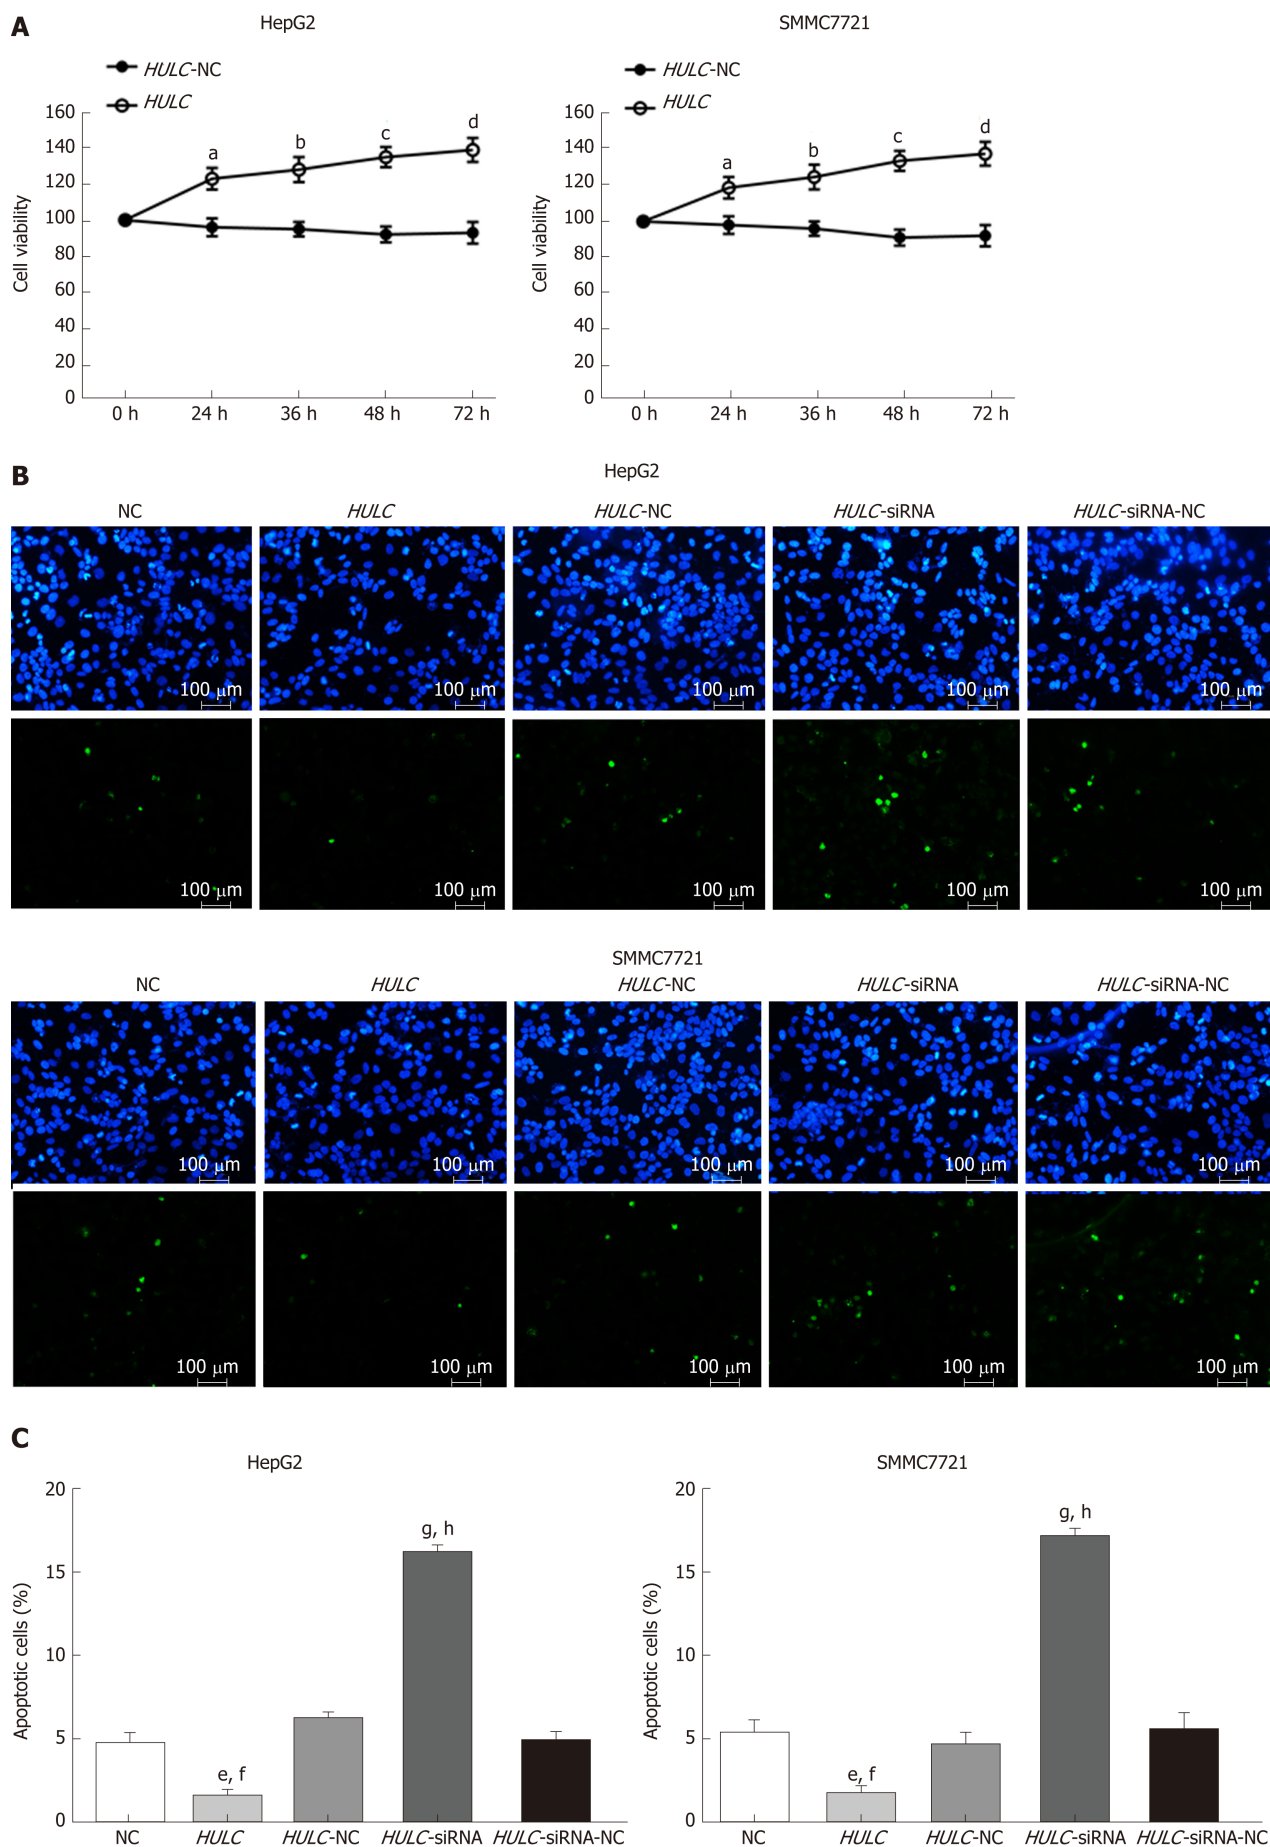 A
HepG2
HULC-NC
HULC
160
140
120
100
80
60
40
20
0
Cell viability
a
b
c
d
0 h
24 h
36 h
48 h
72 h
SMMC7721
HULC-NC
HULC
160
140
120
100
80
60
40
20
0
Cell viability
a
b
c
d
0 h
24 h
36 h
48 h
72 h
B
HepG2
NC
HULC
HULC-NC
HULC-siRNA
HULC-siRNA-NC
100 μm
100 μm
100 μm
100 μm
100 μm
100 μm
100 μm
100 μm
100 μm
100 μm
SMMC7721
NC
HULC
HULC-NC
HULC-siRNA
HULC-siRNA-NC
100 μm
100 μm
100 μm
100 μm
100 μm
100 μm
100 μm
100 μm
100 μm
100 μm
C
HepG2
20
15
10
5
0
Apoptotic cells (%)
e, f
g, h
NC
HULC
HULC-NC
HULC-siRNA
HULC-siRNA-NC
SMMC7721
20
15
10
5
0
Apoptotic cells (%)
e, f
g, h
NC
HULC
HULC-NC
HULC-siRNA
HULC-siRNA-NC